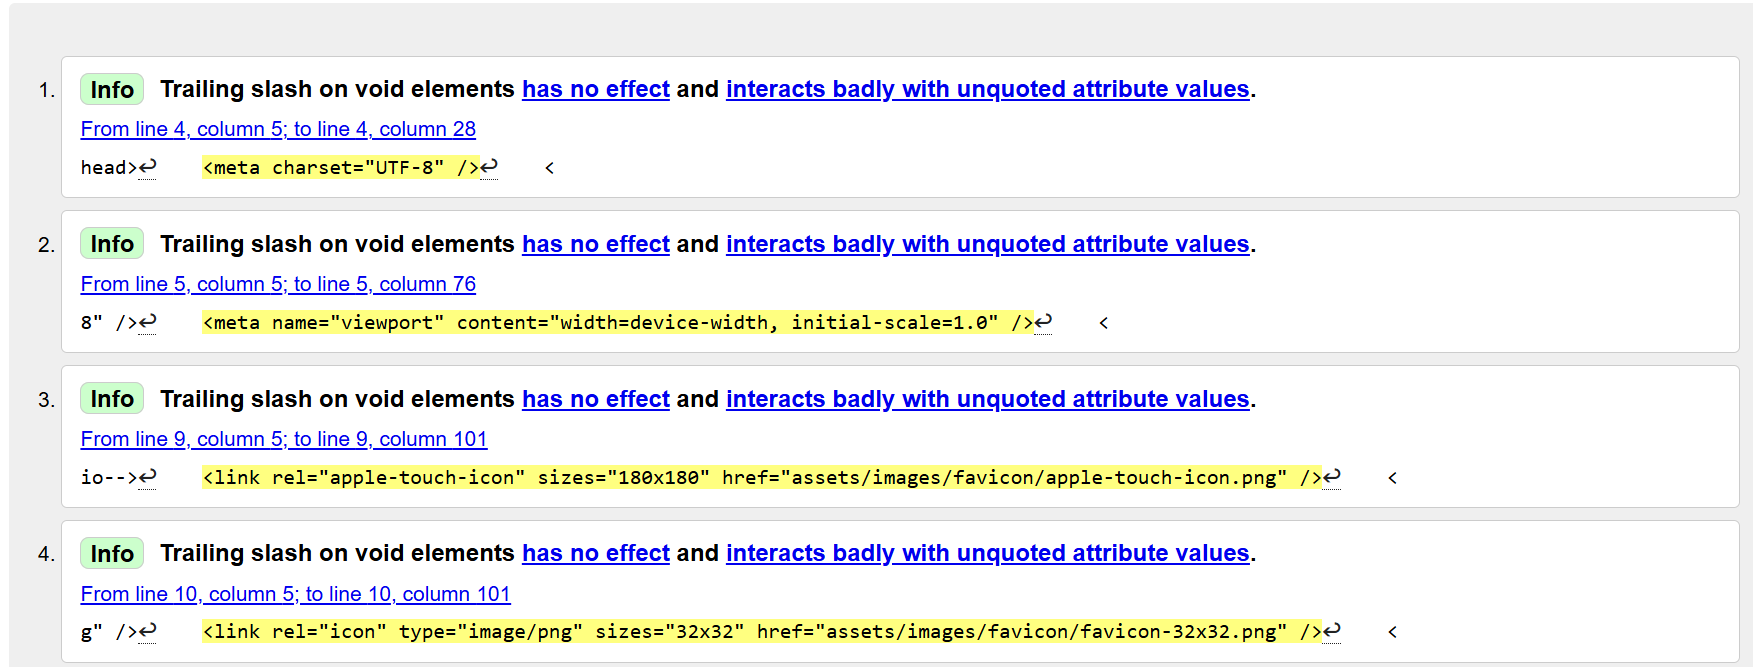 1. Info Trailing slash on void elements has no effect and interacts badly with unquoted attribute values.
From line 4, column 5; to line 4, column 28
head>↩    <meta charset="UTF-8" />↩    <
2. Info Trailing slash on void elements has no effect and interacts badly with unquoted attribute values.
From line 5, column 5; to line 5, column 76
8" />↩    <meta name="viewport" content="width=device-width, initial-scale=1.0" />↩    <
3. Info Trailing slash on void elements has no effect and interacts badly with unquoted attribute values.
From line 9, column 5; to line 9, column 101
io-->↩    <link rel="apple-touch-icon" sizes="180x180" href="assets/images/favicon/apple-touch-icon.png" />↩    <
4. Info Trailing slash on void elements has no effect and interacts badly with unquoted attribute values.
From line 10, column 5; to line 10, column 101
g" />↩    <link rel="icon" type="image/png" sizes="32x32" href="assets/images/favicon/favicon-32x32.png" />↩    <